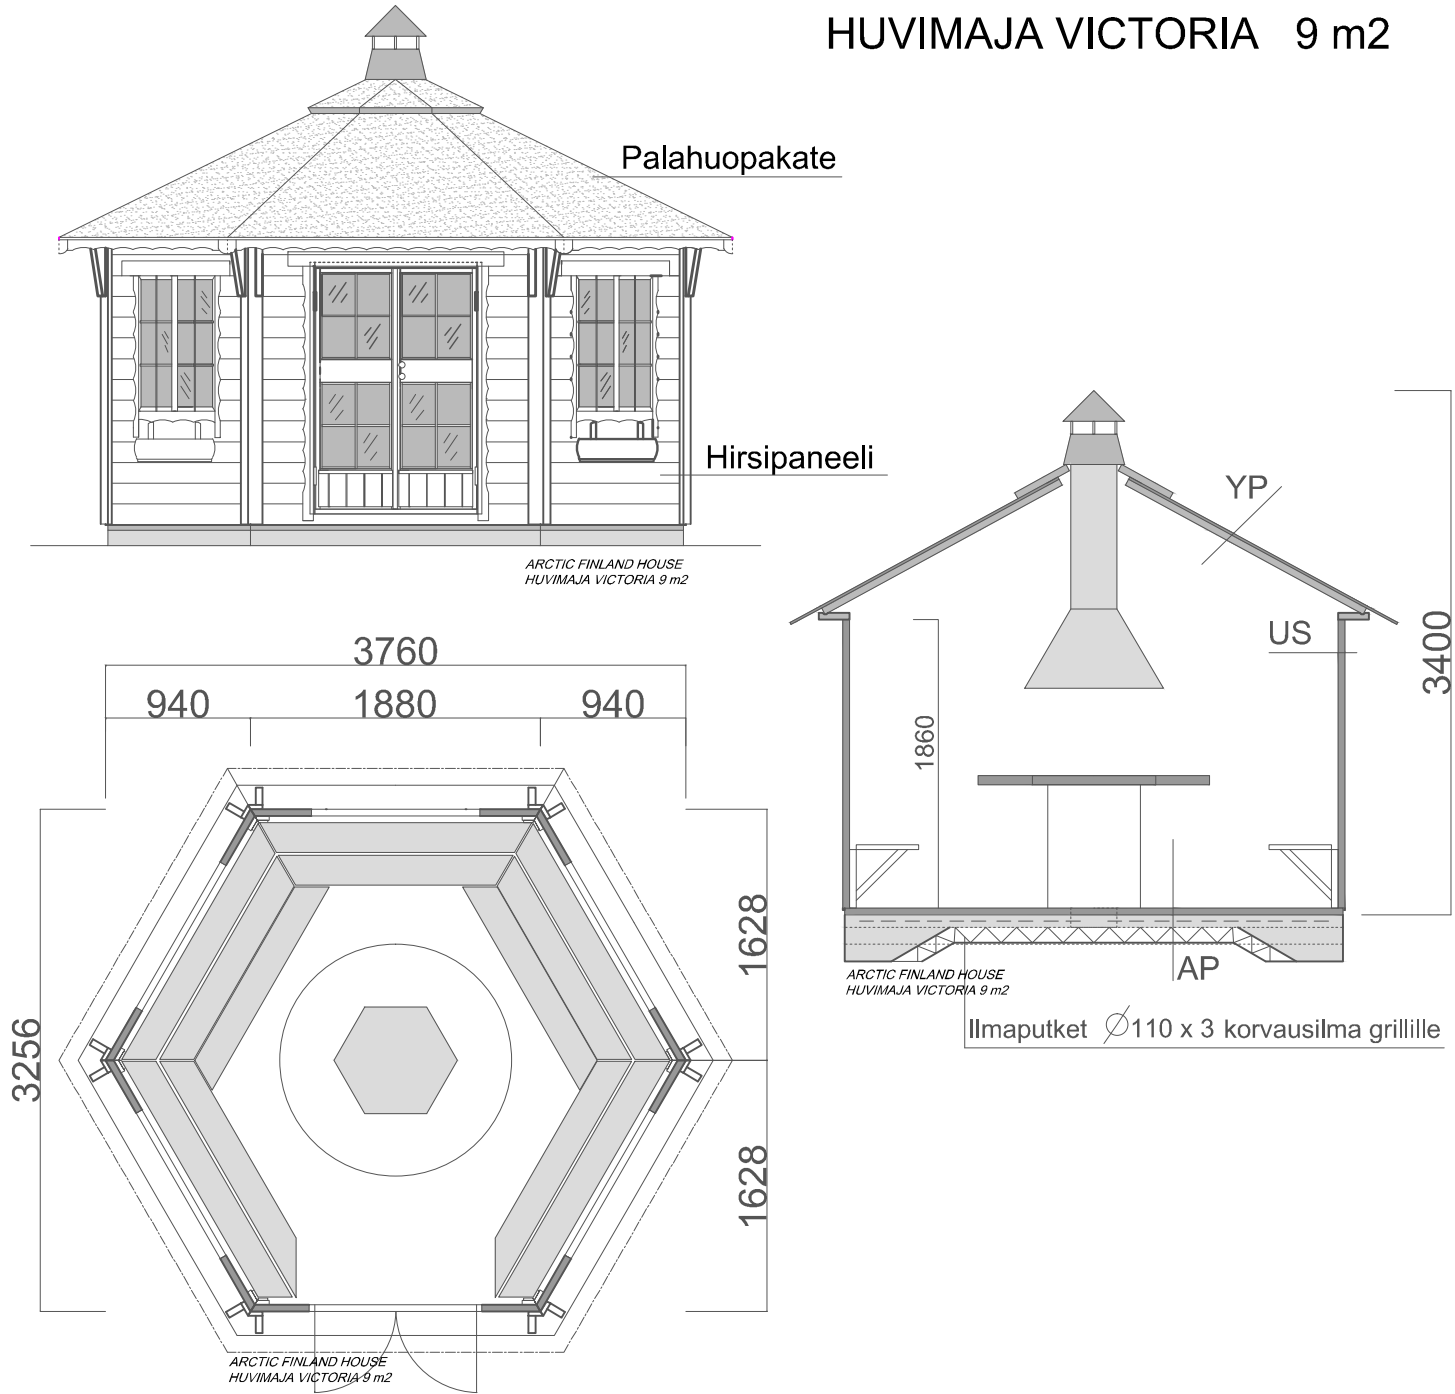 HUVIMAJA VICTORIA 9 m2
Palahuopakate
Hirsipaneeli
ARCTIC FINLAND HOUSE
HUVIMAJA VICTORIA 9 m2
YP
US
3400
1860
AP
ARCTIC FINLAND HOUSE
HUVIMAJA VICTORIA 9 m2
Ilmaputket ∅110 x 3 korvausilma grillille
3760
940 1880 940
1628
3256
1628
ARCTIC FINLAND HOUSE
HUVIMAJA VICTORIA 9 m2